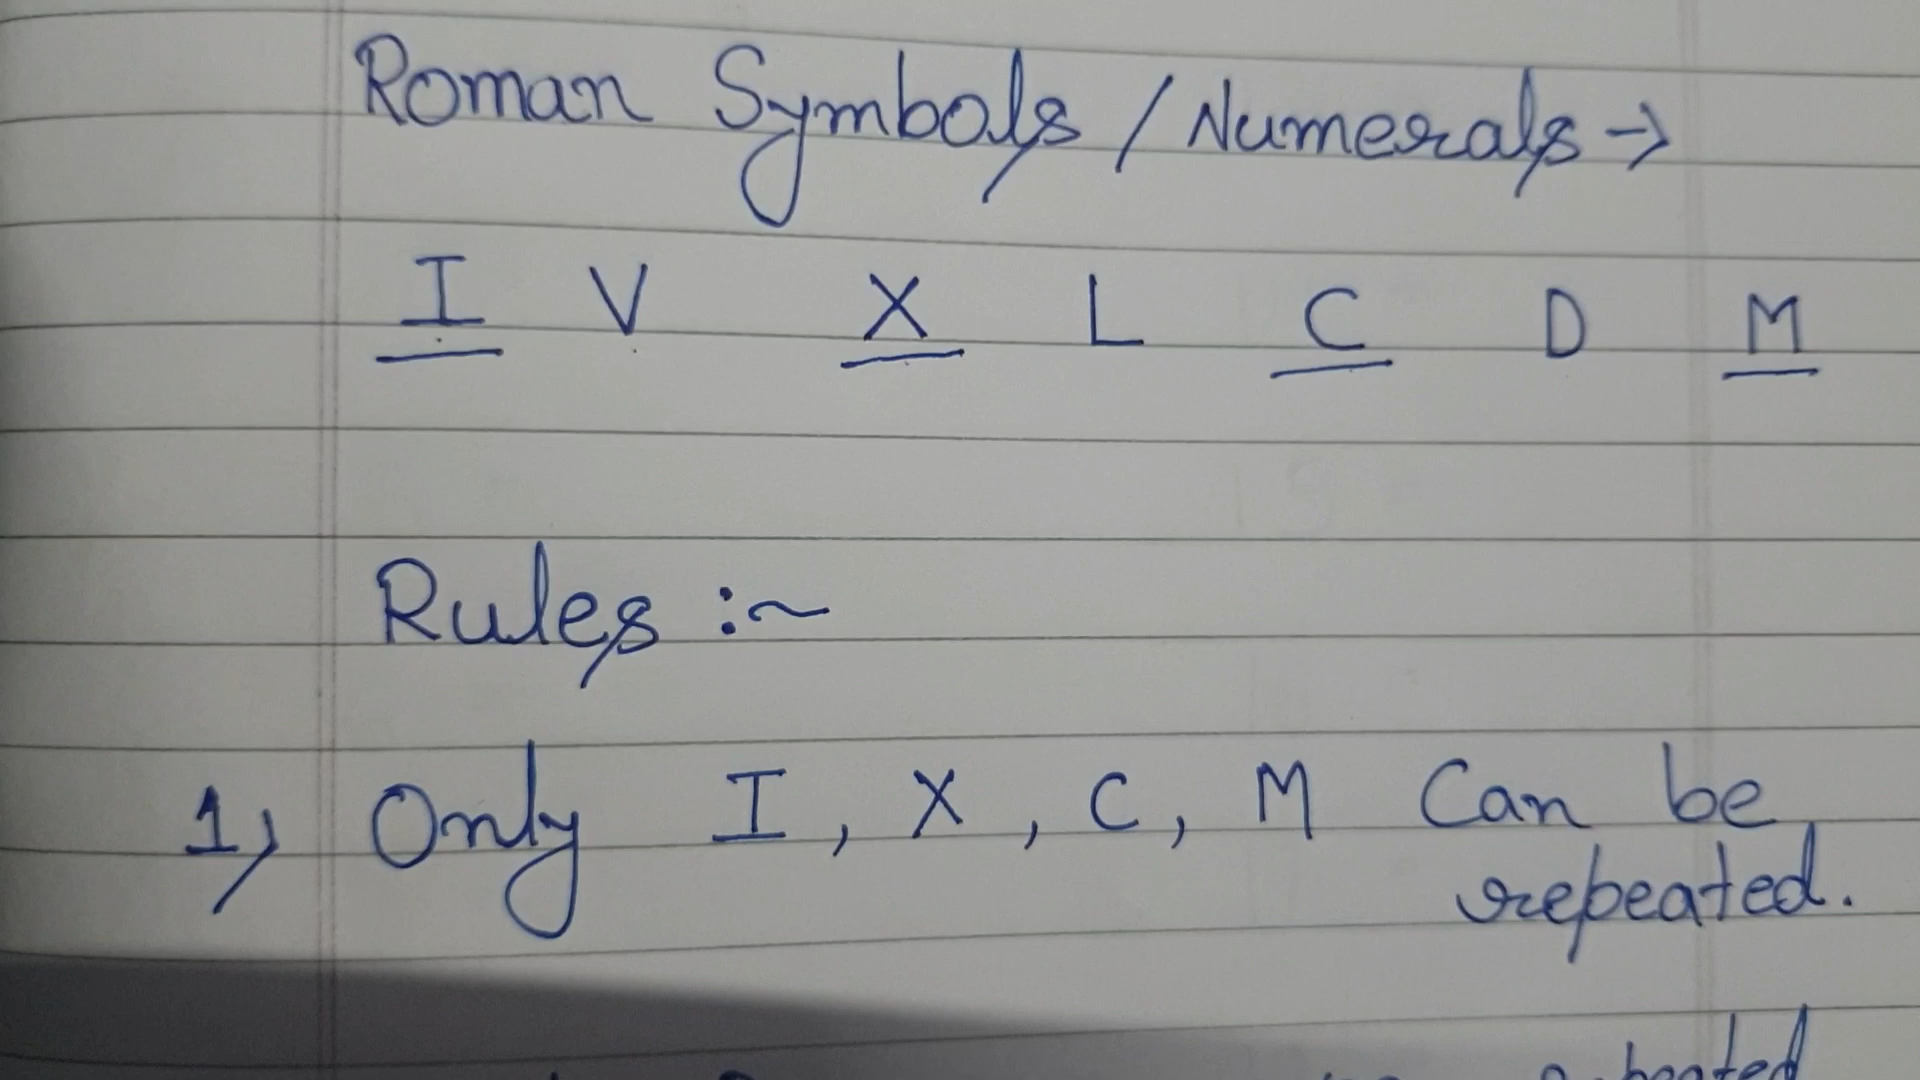 Roman Symbols / Numerals →
I V X L C D M
Rules :~
1) Only I, X, C, M Can be
repeated.